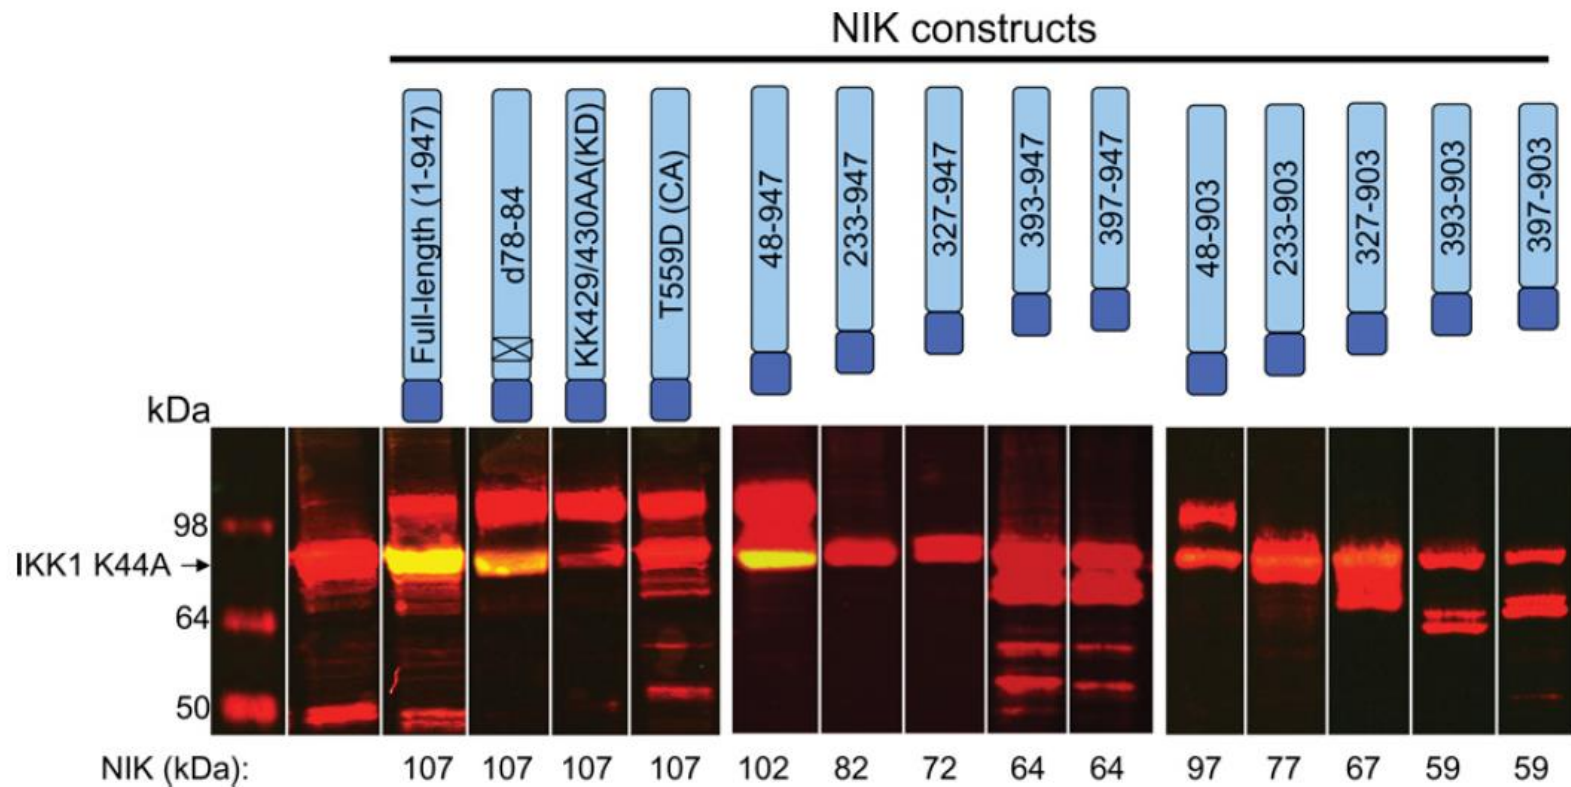 NIK constructs
Full-length (1-947)
d78-84
KK429/430AA(KD)
T559D (CA)
48-947
233-947
327-947
393-947
397-947
48-903
233-903
327-903
393-903
397-903
kDa
98
IKK1 K44A →
64
50
NIK (kDa): 107 107 107 107 102 82 72 64 64 97 77 67 59 59